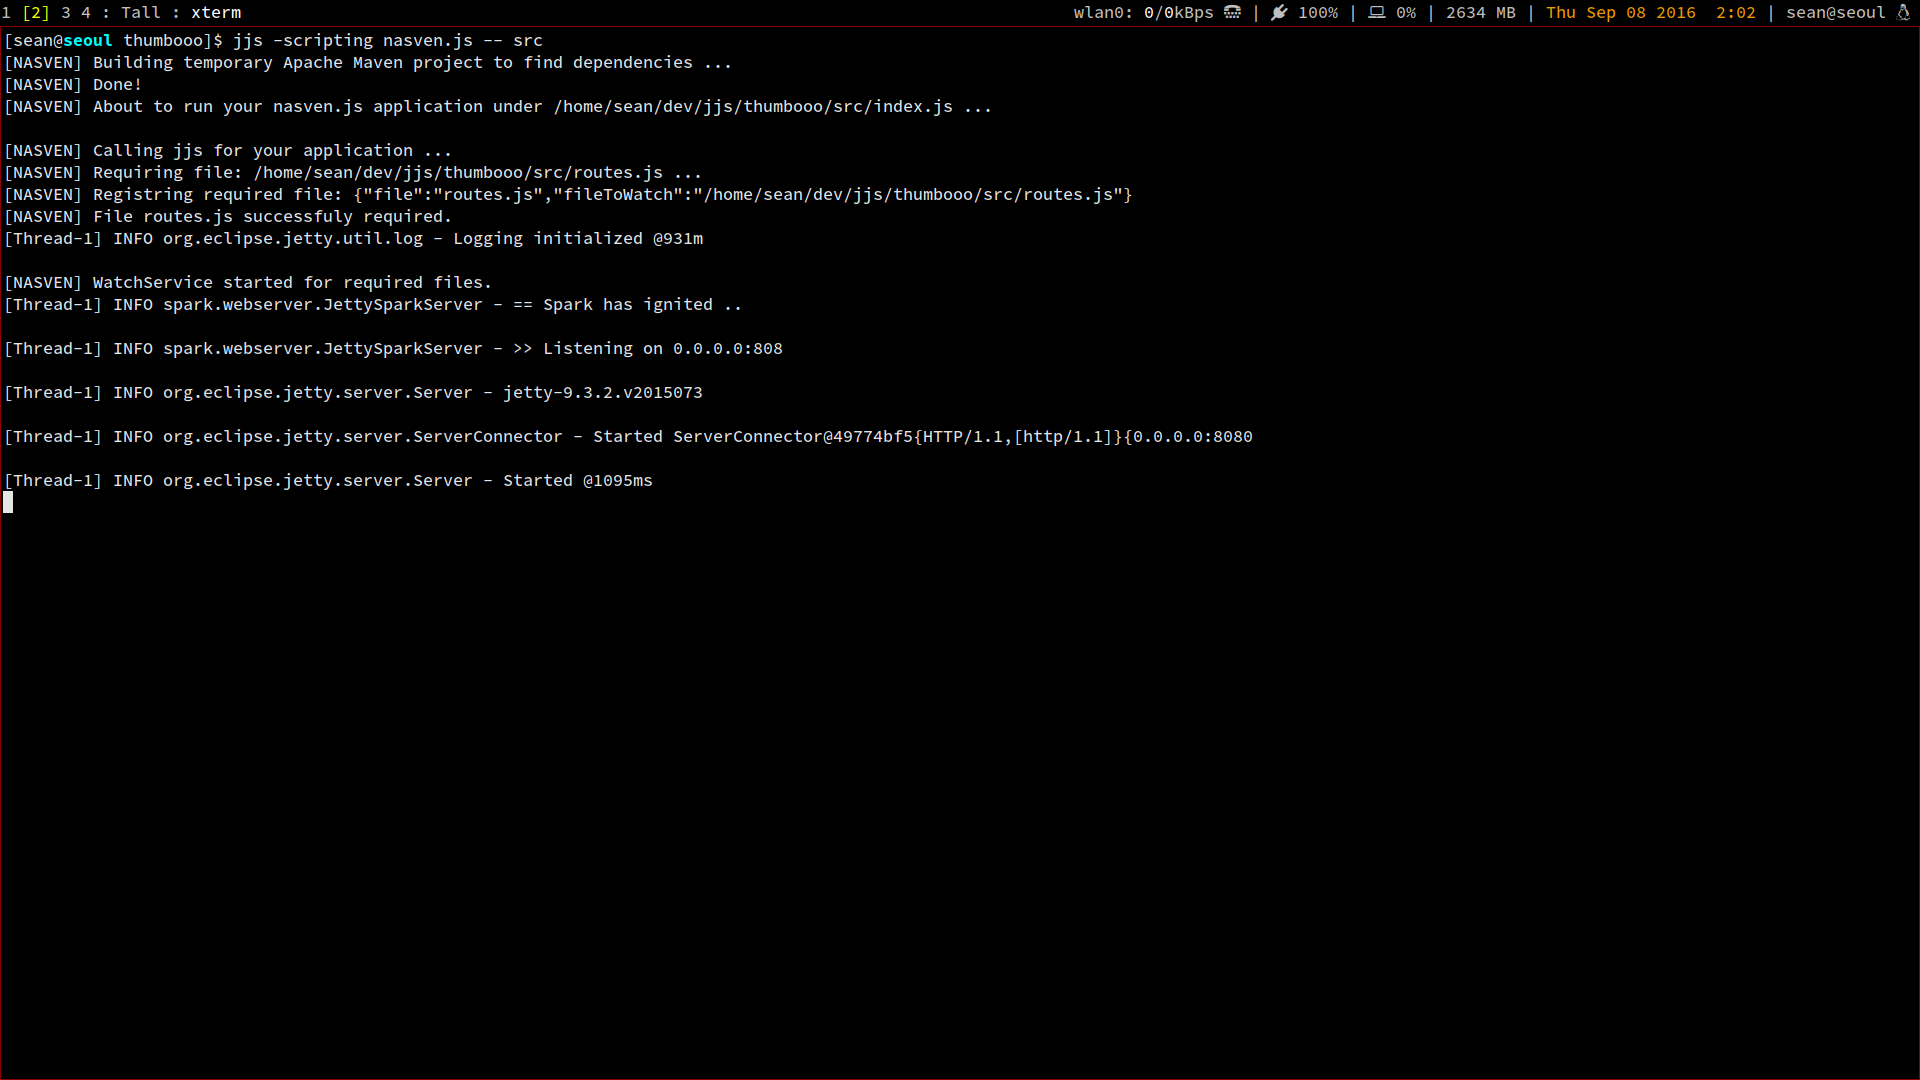 1 [2] 3 4 : Tall : xterm
wlan0: 0/0kBps | 100% | 0% | 2634 MB | Thu Sep 08 2016  2:02 | sean@seoul
[sean@seoul thumbooo]$ jjs -scripting nasven.js -- src
[NASVEN] Building temporary Apache Maven project to find dependencies ...
[NASVEN] Done!
[NASVEN] About to run your nasven.js application under /home/sean/dev/jjs/thumbooo/src/index.js ...
[NASVEN] Calling jjs for your application ...
[NASVEN] Requiring file: /home/sean/dev/jjs/thumbooo/src/routes.js ...
[NASVEN] Registring required file: {"file":"routes.js","fileToWatch":"/home/sean/dev/jjs/thumbooo/src/routes.js"}
[NASVEN] File routes.js successfuly required.
[Thread-1] INFO org.eclipse.jetty.util.log - Logging initialized @931m
[NASVEN] WatchService started for required files.
[Thread-1] INFO spark.webserver.JettySparkServer - == Spark has ignited ..
[Thread-1] INFO spark.webserver.JettySparkServer - >> Listening on 0.0.0.0:808
[Thread-1] INFO org.eclipse.jetty.server.Server - jetty-9.3.2.v2015073
[Thread-1] INFO org.eclipse.jetty.server.ServerConnector - Started ServerConnector@49774bf5{HTTP/1.1,[http/1.1]}{0.0.0.0:8080
[Thread-1] INFO org.eclipse.jetty.server.Server - Started @1095ms